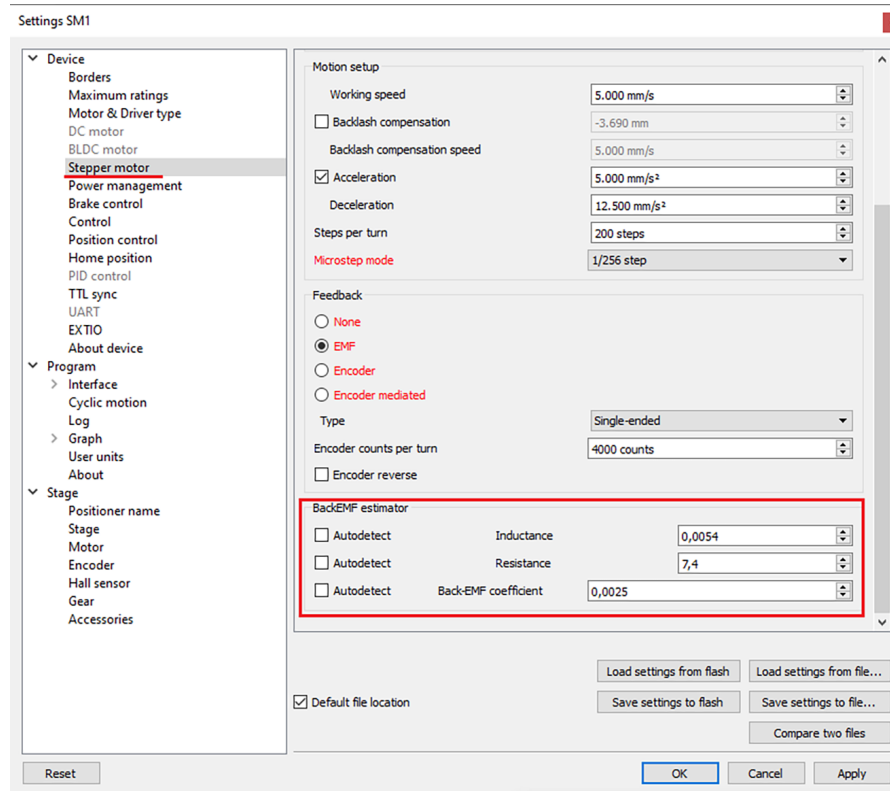 Settings SM1
Device
Borders
Maximum ratings
Motor & Driver type
DC motor
BLDC motor
Stepper motor
Power management
Brake control
Control
Position control
Home position
PID control
TTL sync
UART
EXTIO
About device
Program
Interface
Cyclic motion
Log
Graph
User units
About
Stage
Positioner name
Stage
Motor
Encoder
Hall sensor
Gear
Accessories
Motion setup
Working speed 5.000 mm/s
Backlash compensation -3.690 mm
Backlash compensation speed 5.000 mm/s
Acceleration 5.000 mm/s²
Deceleration 12.500 mm/s²
Steps per turn 200 steps
Microstep mode 1/256 step
Feedback
None
EMF
Encoder
Encoder mediated
Type Single-ended
Encoder counts per turn 4000 counts
Encoder reverse
BackEMF estimator
Autodetect Inductance 0,0054
Autodetect Resistance 7,4
Autodetect Back-EMF coefficient 0,0025
Load settings from flash Load settings from file...
Default file location Save settings to flash Save settings to file...
Compare two files
Reset OK Cancel Apply